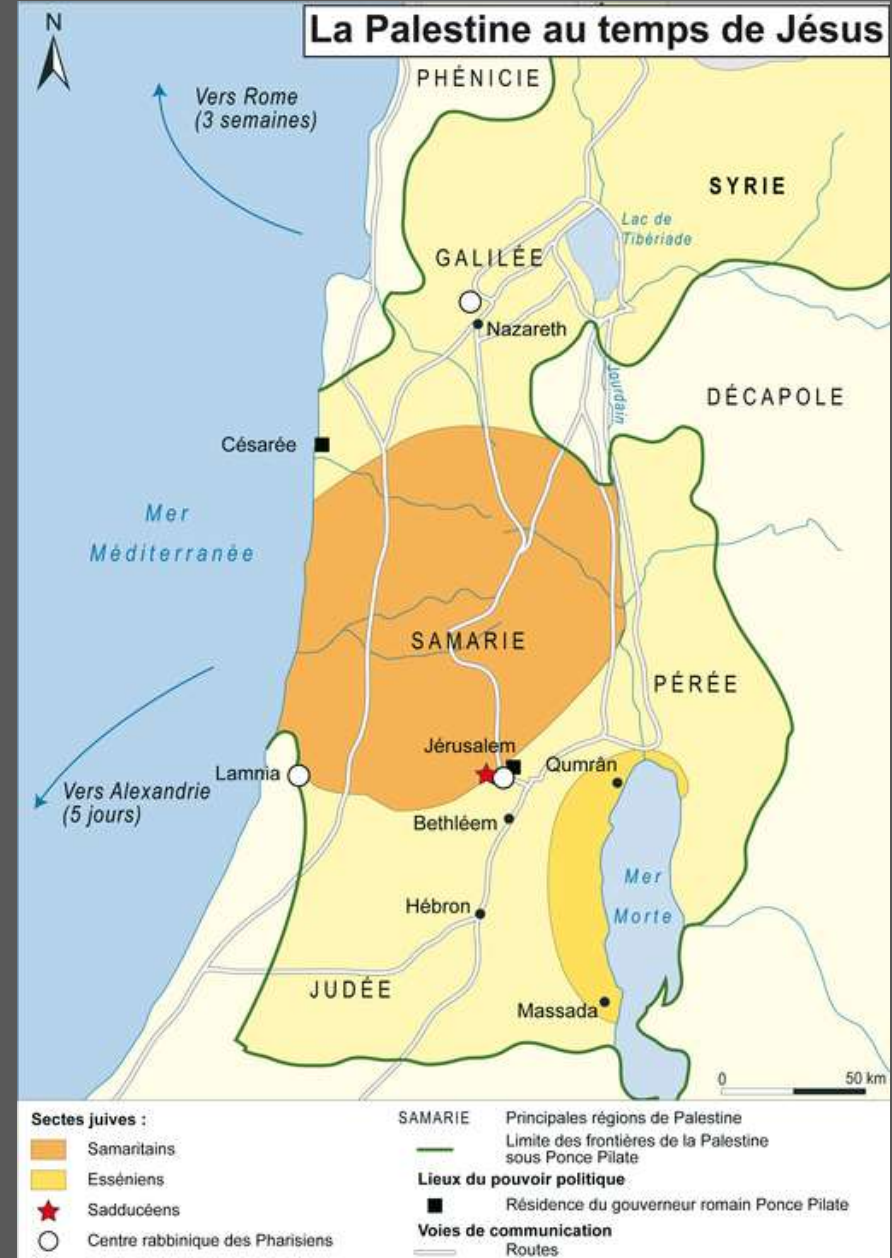 La Palestine au temps de Jésus
N
PHÉNICIE
Vers Rome
(3 semaines)
SYRIE
Lac de
Tibériade
GALILÉE
Nazareth
Jourdain
DÉCAPOLE
Césarée
Mer
Méditerranée
SAMARIE
PÉRÉE
Jérusalem
Qumrân
Lamnia
Vers Alexandrie
(5 jours)
Bethléem
Mer
Morte
Hébron
JUDÉE
Massada
0 50 km
Sectes juives :
Samaritains
Esséniens
Sadducéens
Centre rabbinique des Pharisiens
SAMARIE Principales régions de Palestine
Limite des frontières de la Palestine
sous Ponce Pilate
Lieux du pouvoir politique
Résidence du gouverneur romain Ponce Pilate
Voies de communication
Routes